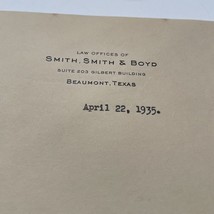 LAW OFFICES OF
SMITH, SMITH & BOYD
SUITE 203 GILBERT BUILDING
BEAUMONT, TEXAS
April 22, 1935.